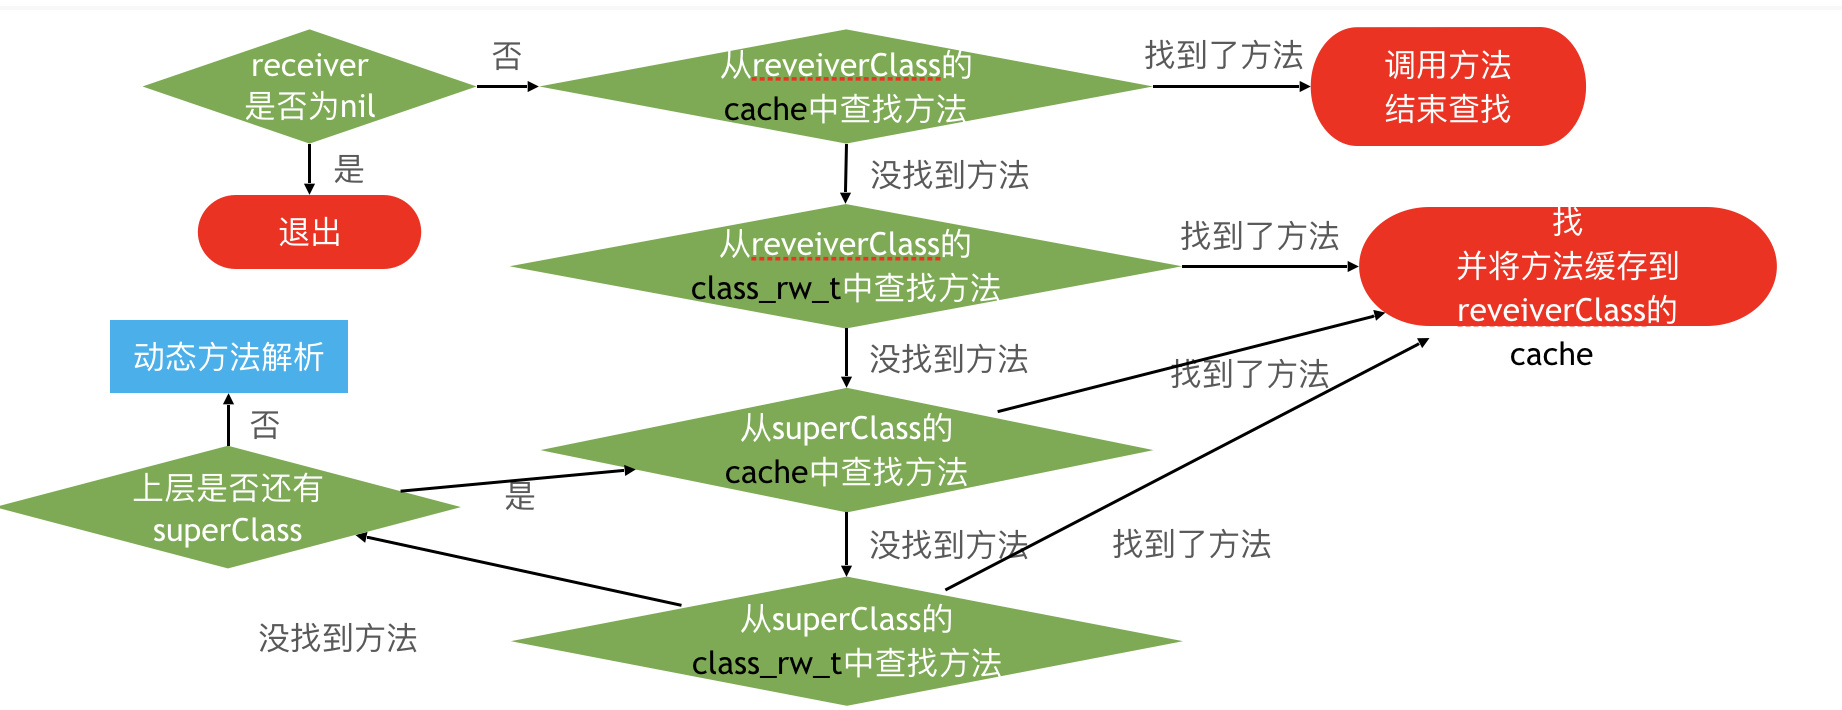 receiver
是否为nil
否
从reveiverClass的
cache中查找方法
找到了方法
调用方法
结束查找
是
退出
没找到方法
从reveiverClass的
class_rw_t中查找方法
找到了方法
找
并将方法缓存到
reveiverClass的
cache
没找到方法
动态方法解析
否
从superClass的
cache中查找方法
找到了方法
上层是否还有
superClass
是
没找到方法
找到了方法
从superClass的
class_rw_t中查找方法
没找到方法